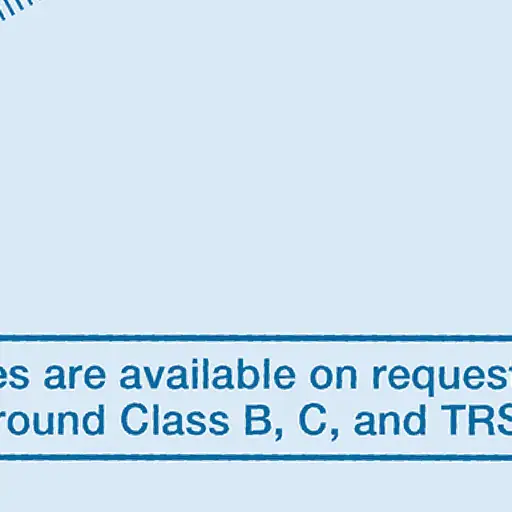 es are available on request
round Class B, C, and TRS